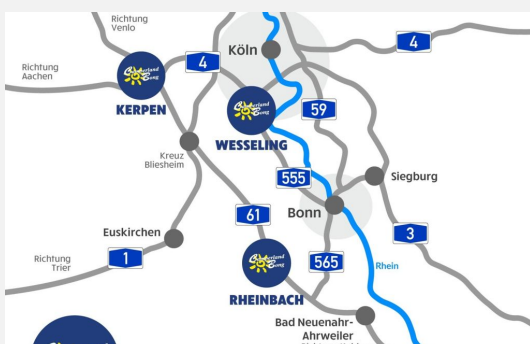 Richtung
Venlo
Köln
4
4
Richtung
Aachen
KERPEN
59
WESSELING
Kreuz
Bliesheim
555
Siegburg
61
Bonn
Euskirchen
3
1
565
Richtung
Trier
Rhein
RHEINBACH
Bad Neuenahr-
Ahrweiler